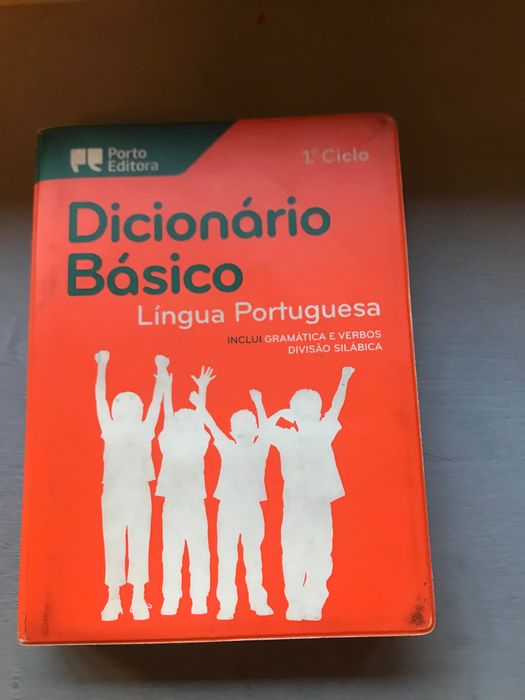 Porto
Editora
1.º Ciclo
Dicionário
Básico
Língua Portuguesa
INCLUI GRAMÁTICA E VERBOS
DIVISÃO SILÁBICA